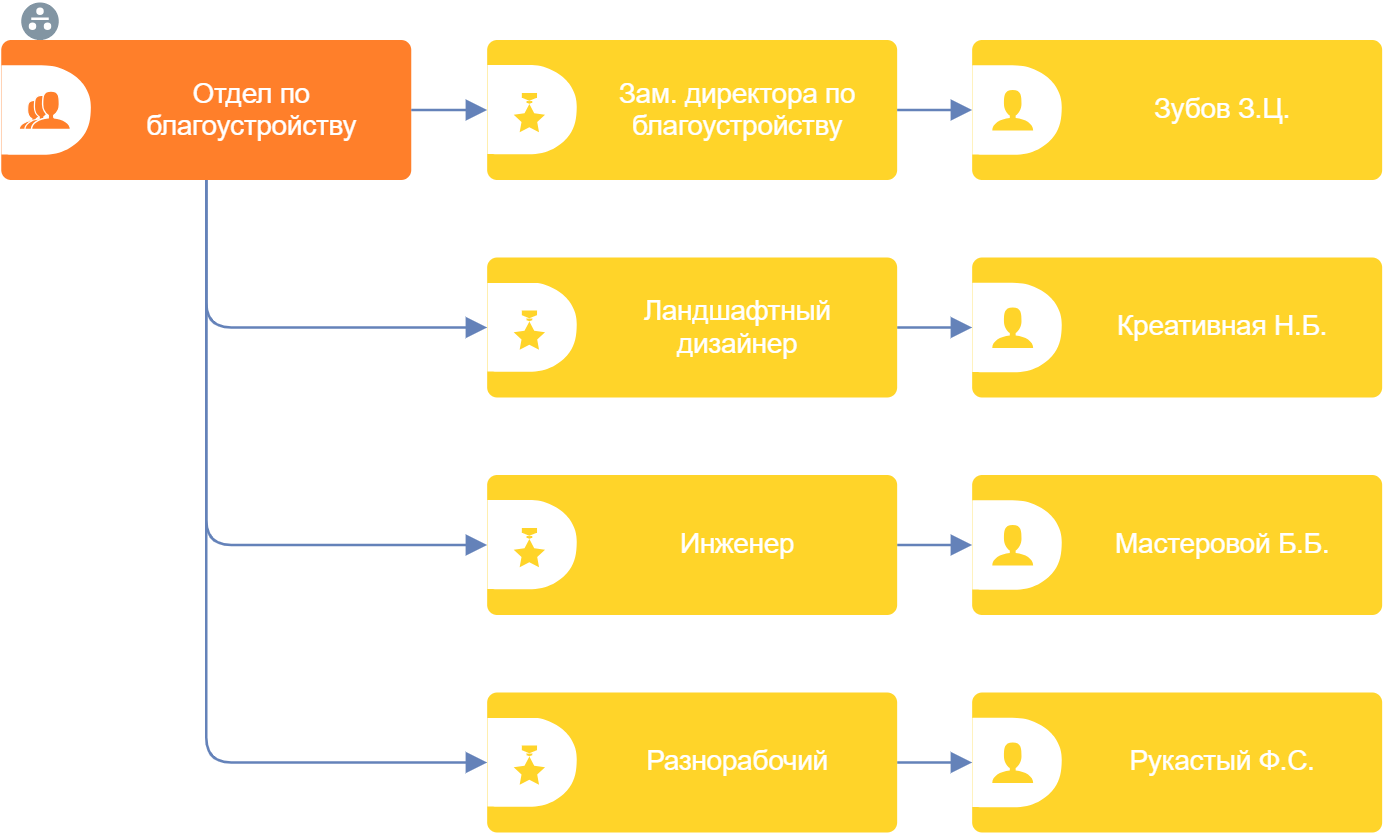 Отдел по
благоустройству
Зам. директора по
благоустройству
Зубов З.Ц.
Ландшафтный
дизайнер
Креативная Н.Б.
Инженер
Мастеровой Б.Б.
Разнорабочий
Рукастый Ф.С.